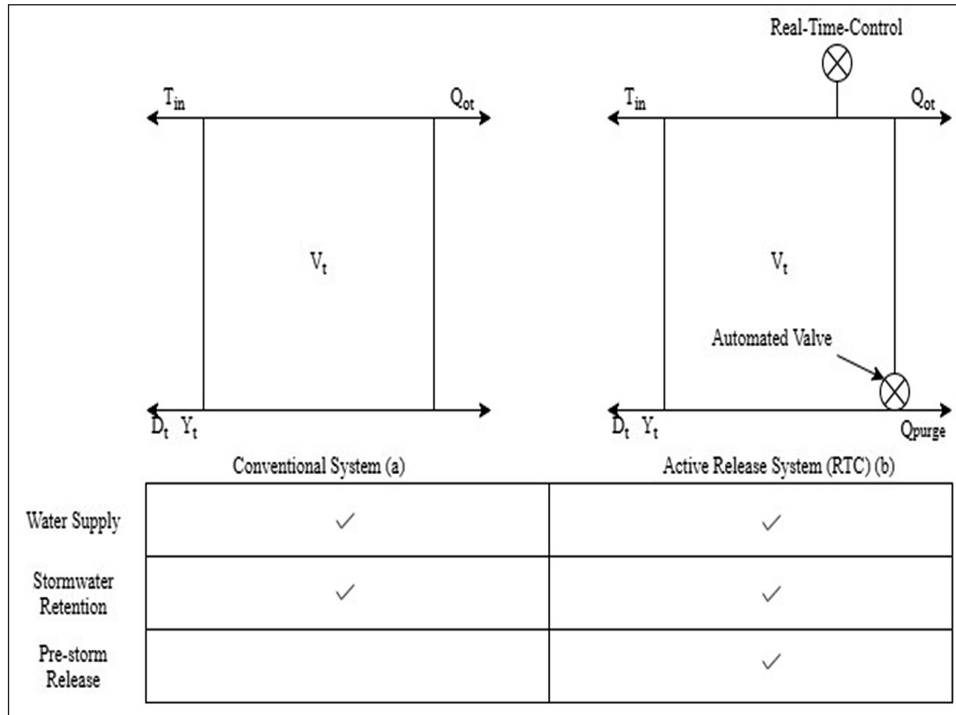 Real-Time-Control
T_in Q_ot T_in Q_ot
V_t V_t
Automated Valve
D_t Y_t D_t Y_t Q_purge
Conventional System (a) Active Release System (RTC) (b)
Water Supply ✓ ✓
Stormwater
Retention ✓ ✓
Pre-storm
Release ✓